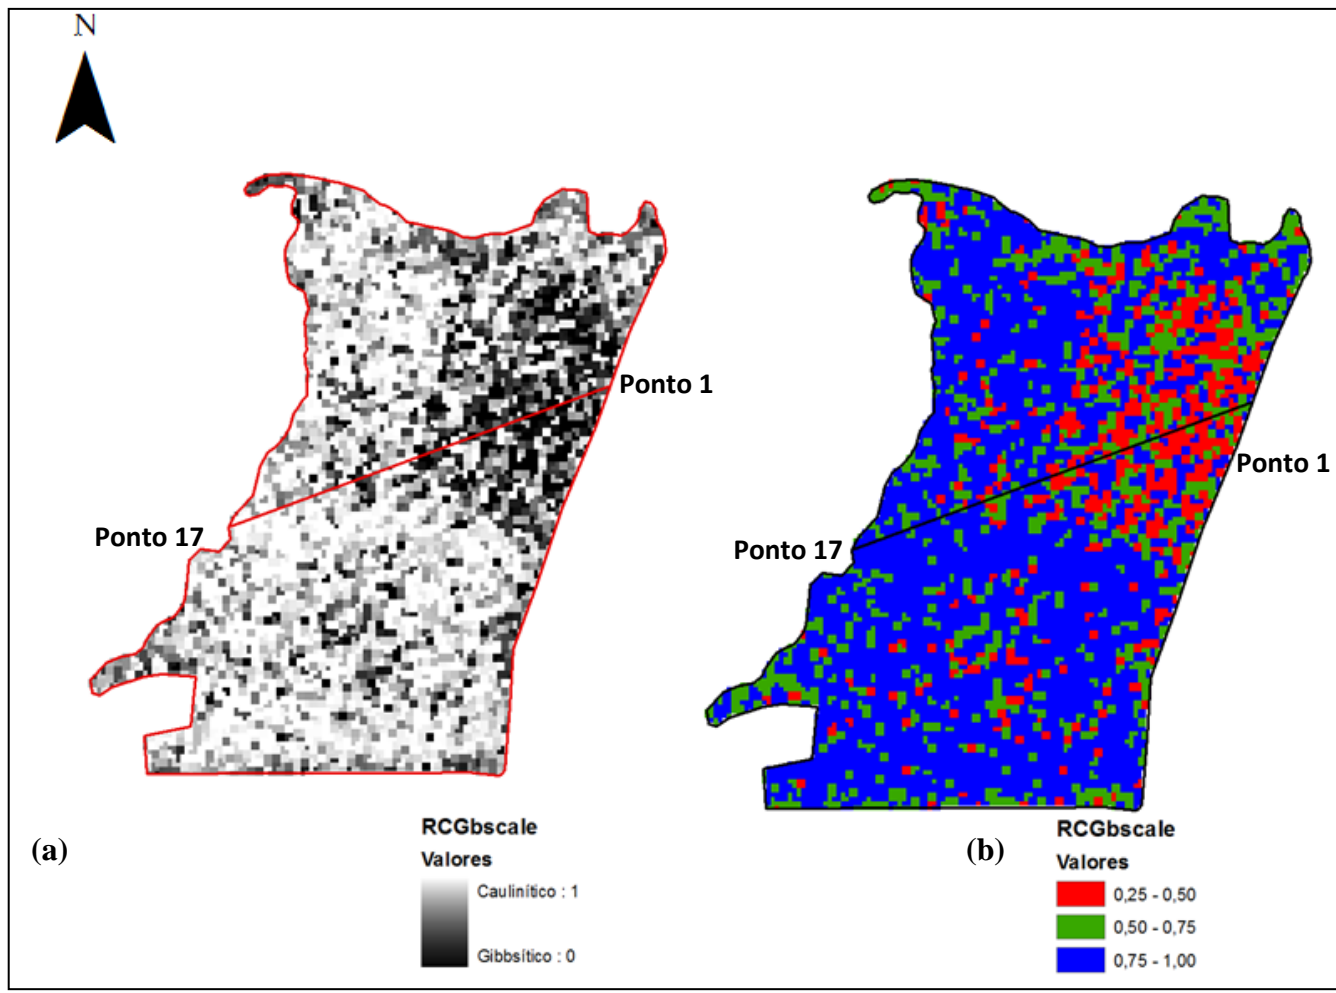 N
Ponto 1
Ponto 17
Ponto 1
Ponto 17
(a)
RCGbscale
Valores
Caulinítico : 1
Gibbsítico : 0
(b)
RCGbscale
Valores
0,25 - 0,50
0,50 - 0,75
0,75 - 1,00